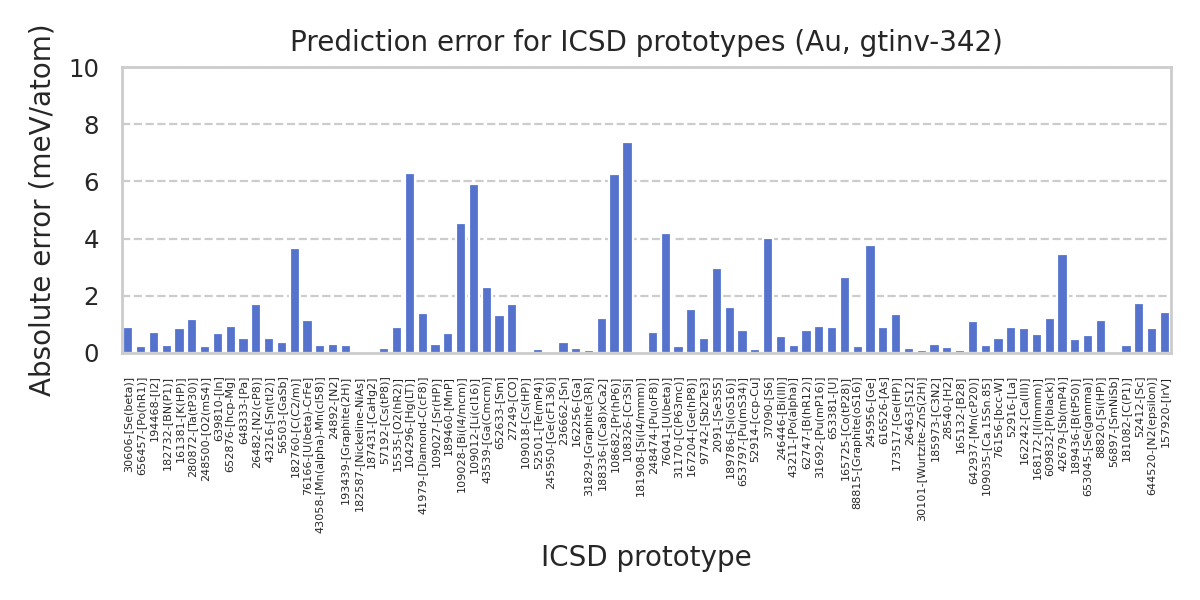 Prediction error for ICSD prototypes (Au, gtinv-342)
Absolute error (meV/atom)
10
8
6
4
2
0
30606-[Se(beta)]
656457-[Po(hR1)]
194468-[I2]
182732-[BN(P1)]
161381-[K(HP)]
280872-[Ta(tP30)]
248500-[O2(mS4)]
639810-[In]
652876-[hcp-Mg]
648333-[Pa]
26482-[N2(cP8)]
43216-[Sn(tI2)]
56503-[GaSb]
182760-[C(C2/m)]
76166-[U(beta)-CrFe]
43058-[Mn(alpha)-Mn(cI58)]
24892-[N2]
193439-[Graphite(2H)]
182587-[Nickeline-NiAs]
187431-[CaHg2]
57192-[Cs(tP8)]
15535-[O2(hR2)]
104296-[Hg(LT)]
41979-[Diamond-C(cF8)]
109027-[Sr(HP)]
189460-[MnP]
109028-[Bi(I4/mcm)]
109012-[Li(cI16)]
43539-[Ga(Cmcm)]
652633-[Sm]
27249-[CO]
109018-[Cs(HP)]
52501-[Te(mP4)]
245950-[Ge(cF136)]
236662-[Sn]
162256-[Ga]
31829-[Graphite(3R)]
188336-[(Ca8)xCa2]
108682-[Pr(hP6)]
108326-[Cr3Si]
181908-[Si(I4/mmm)]
248474-[Pu(oF8)]
76041-[U(beta)]
31170-[C(P63mc)]
167204-[Ge(hP8)]
97742-[Sb2Te3]
2091-[Se3S5]
189786-[Si(oS16)]
653797-[Pu(mS34)]
52914-[ccp-Cu]
37090-[S6]
246446-[Bi(III)]
43211-[Po(alpha)]
62747-[B(hR12)]
31692-[Pu(mP16)]
653381-[U]
165725-[Co(tP28)]
88815-[Graphite(oS16)]
245956-[Ge]
616526-[As]
173517-[Ge(HP)]
26463-[S12]
30101-[Wurtzite-ZnS(2H)]
185973-[C3N2]
28540-[H2]
165132-[B28]
642937-[Mn(cP20)]
109035-[Ca.15Sn.85]
76156-[bcc-W]
52916-[La]
162242-[Ca(III)]
168172-[I(Immm)]
609832-[P(black)]
42679-[Sb(mP4)]
189436-[B(tP50)]
653045-[Se(gamma)]
88820-[Si(HP)]
56897-[SmNiSb]
181082-[C(P1)]
52412-[Sc]
644520-[N2(epsilon)]
157920-[IrV]
ICSD prototype